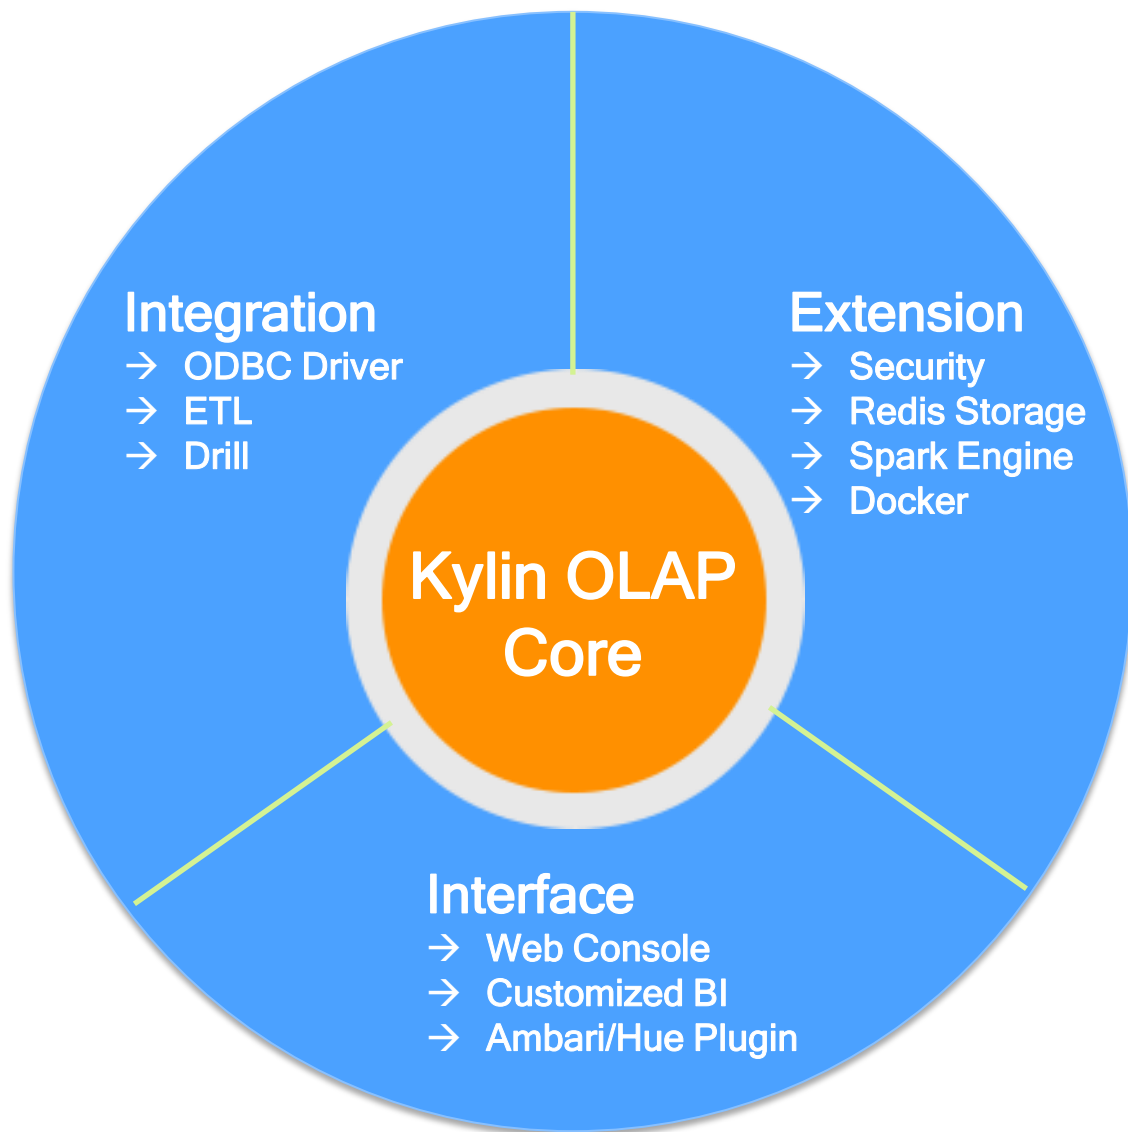 Integration
→ ODBC Driver
→ ETL
→ Drill
Extension
→ Security
→ Redis Storage
→ Spark Engine
→ Docker
Kylin OLAP
Core
Interface
→ Web Console
→ Customized BI
→ Ambari/Hue Plugin